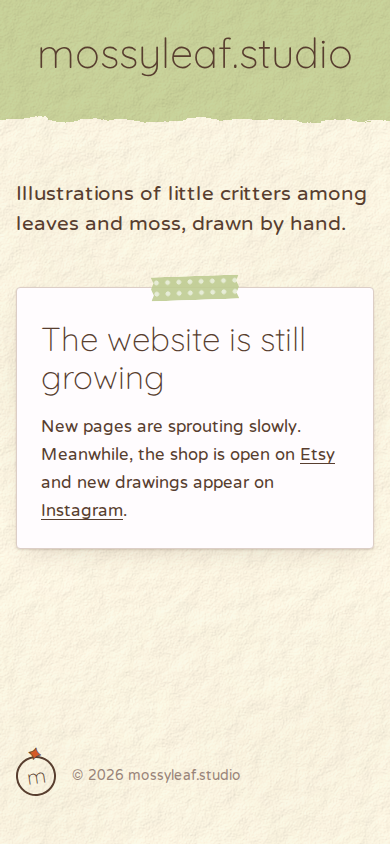 mossyleaf.studio
Illustrations of little critters among
leaves and moss, drawn by hand.
The website is still
growing
New pages are sprouting slowly.
Meanwhile, the shop is open on Etsy
and new drawings appear on
Instagram.
m
© 2026 mossyleaf.studio